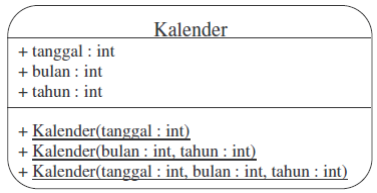 Kalender
+ tanggal : int
+ bulan : int
+ tahun : int
+ Kalender(tanggal : int)
+ Kalender(bulan : int, tahun : int)
+ Kalender(tanggal : int, bulan : int, tahun : int)